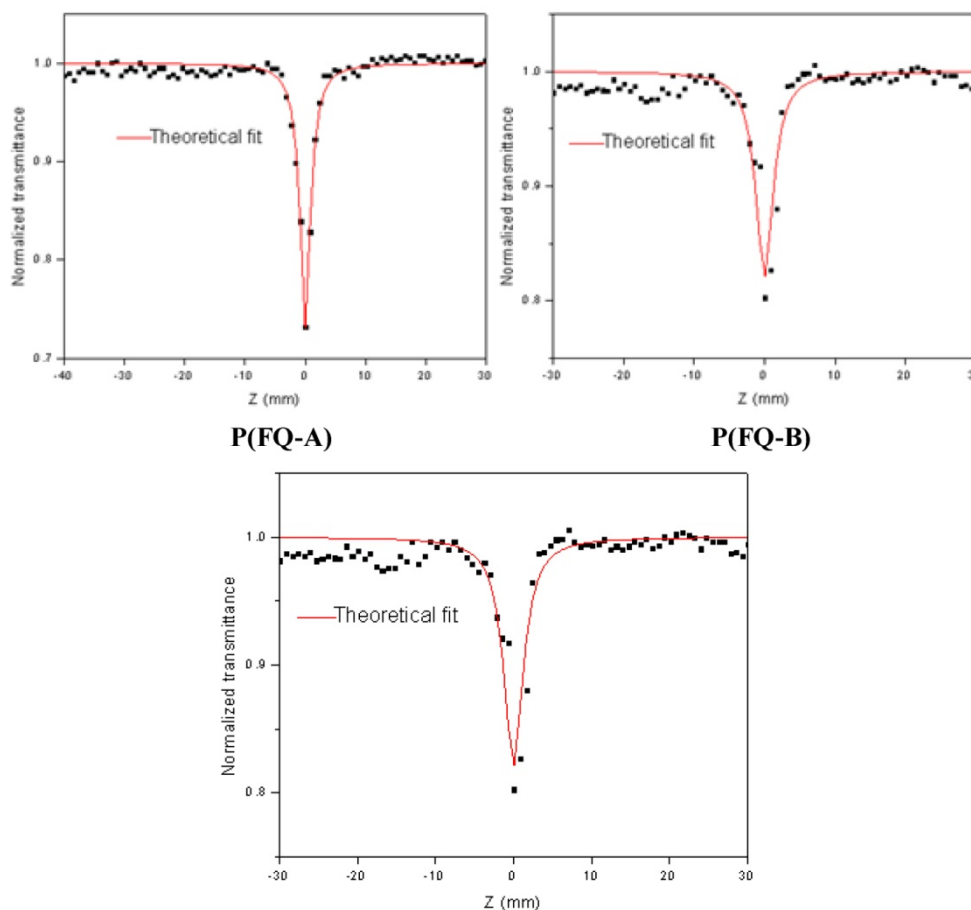 1.0
0.9
0.8
0.7
Normalized transmittance
Theoretical fit
-40 -30 -20 -10 0 10 20 30
Z (mm)
P(FQ-A)
1.0
0.9
0.8
Normalized transmittance
Theoretical fit
-30 -20 -10 0 10 20 30
Z (mm)
P(FQ-B)
1.0
0.9
0.8
Normalized transmittance
Theoretical fit
-30 -20 -10 0 10 20 30
Z (mm)